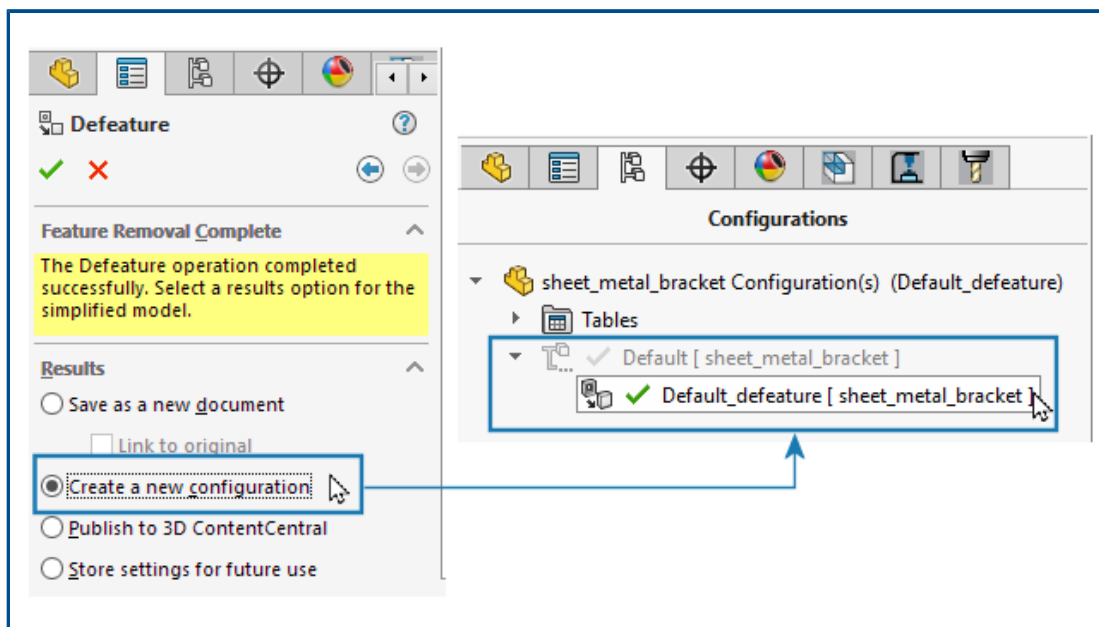 Defeature
Feature Removal Complete
The Defeature operation completed
successfully. Select a results option for the
simplified model.
Results
Save as a new document
Link to original
Create a new configuration
Publish to 3D ContentCentral
Store settings for future use
Configurations
sheet_metal_bracket Configuration(s) (Default_defeature)
Tables
Default [ sheet_metal_bracket ]
Default_defeature [ sheet_metal_bracket ]